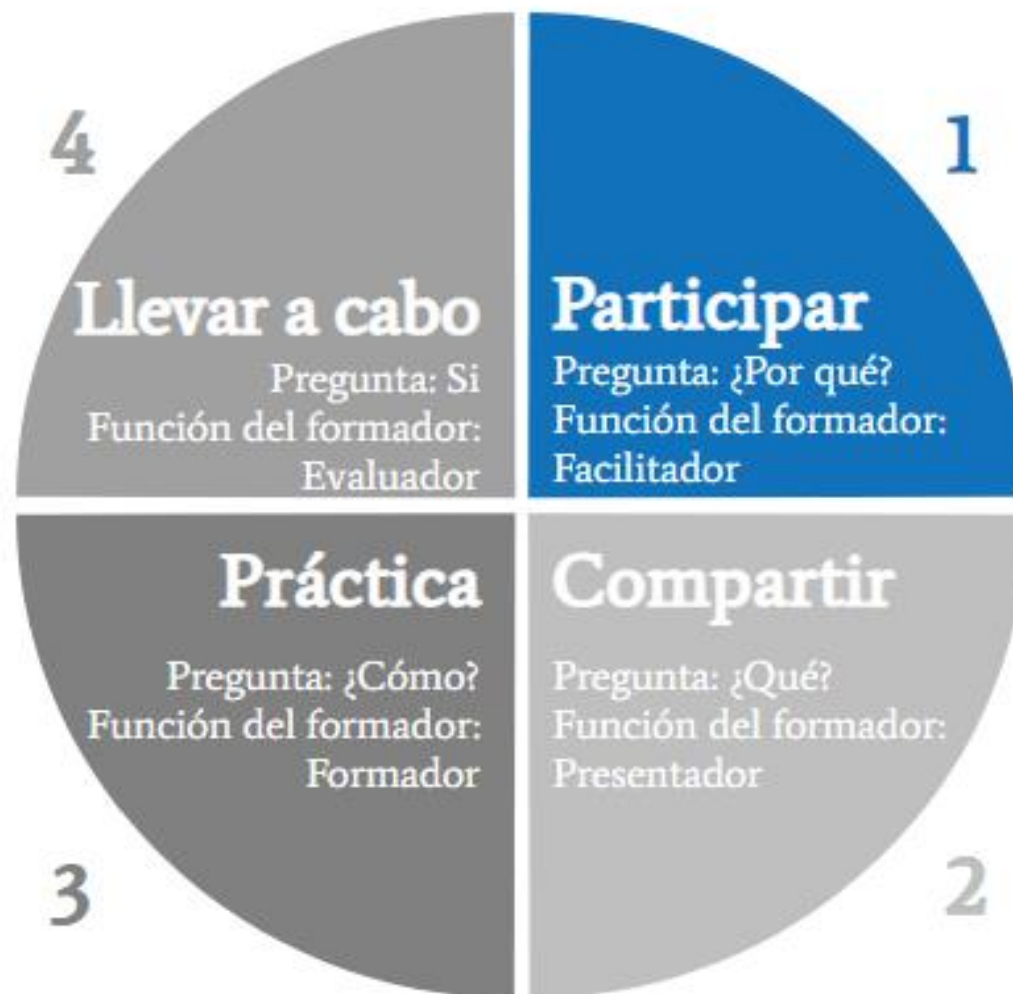 4
Llevar a cabo
Pregunta: Si
Función del formador:
Evaluador
1
Participar
Pregunta: ¿Por qué?
Función del formador:
Facilitador
Práctica
Pregunta: ¿Cómo?
Función del formador:
Formador
3
Compartir
Pregunta: ¿Qué?
Función del formador:
Presentador
2